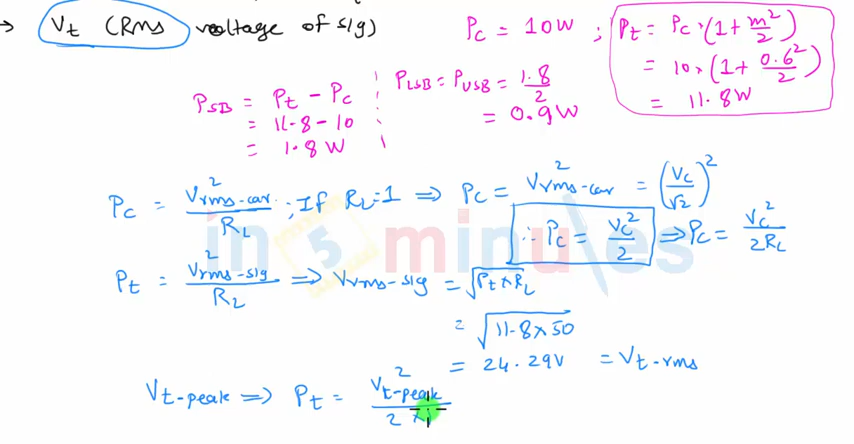 → Vt (Rms voltage of sig)
Pc = 10W ; Pt = Pc·(1+m²/2)
= 10×(1+0.6²/2)
= 11.8W
PSB = Pt - Pc
= 11.8-10
= 1.8 W
PLSB = PUSB = 1.8/2
= 0.9W
Pc = V²rms-car/RL ; If RL=1 ⇒ Pc = V²rms-car = (Vc/√2)²
∴ Pc = Vc²/2 ⇒ Pc = Vc²/2RL
in 5 minutes
Pt = V²rms-sig/RL ⇒ Vrms-sig = √Pt×RL
= √11.8×50
= 24.29V = Vt-rms
Vt-peak ⇒ Pt = V²t-peak/2×